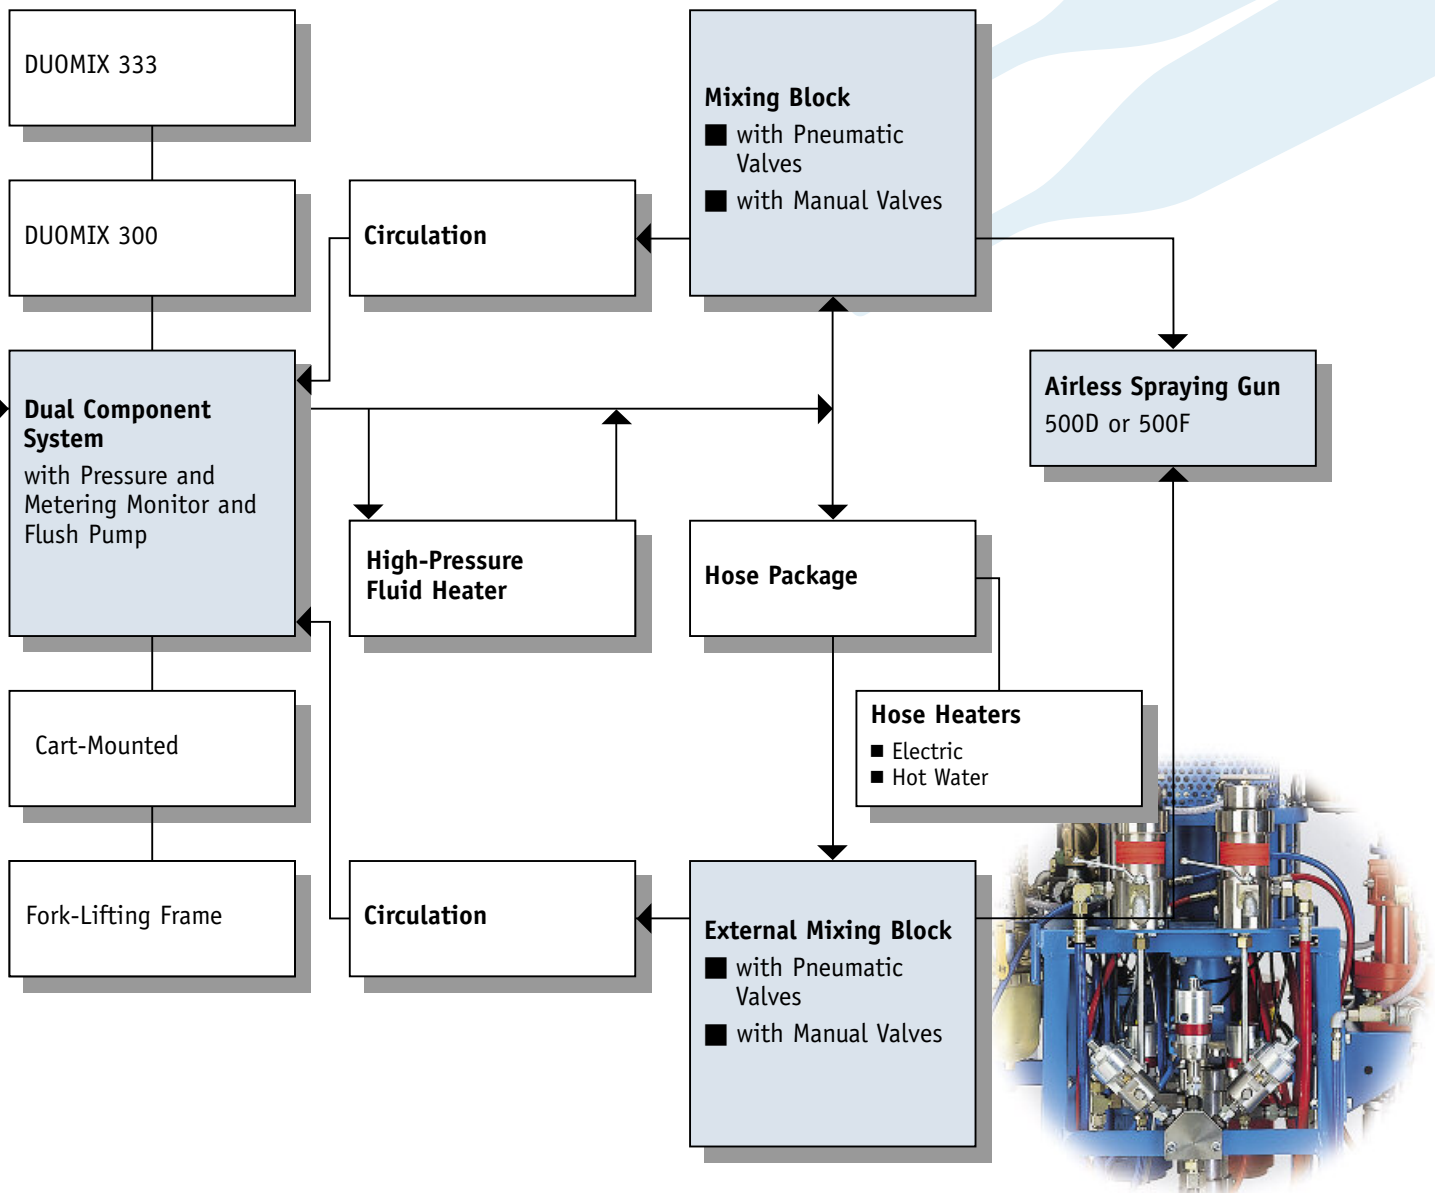 DUOMIX 333
DUOMIX 300
Dual Component
System
with Pressure and
Metering Monitor and
Flush Pump
Cart-Mounted
Fork-Lifting Frame
Circulation
High-Pressure
Fluid Heater
Circulation
Mixing Block
■ with Pneumatic
Valves
■ with Manual Valves
Hose Package
Hose Heaters
■ Electric
■ Hot Water
External Mixing Block
■ with Pneumatic
Valves
■ with Manual Valves
Airless Spraying Gun
500D or 500F